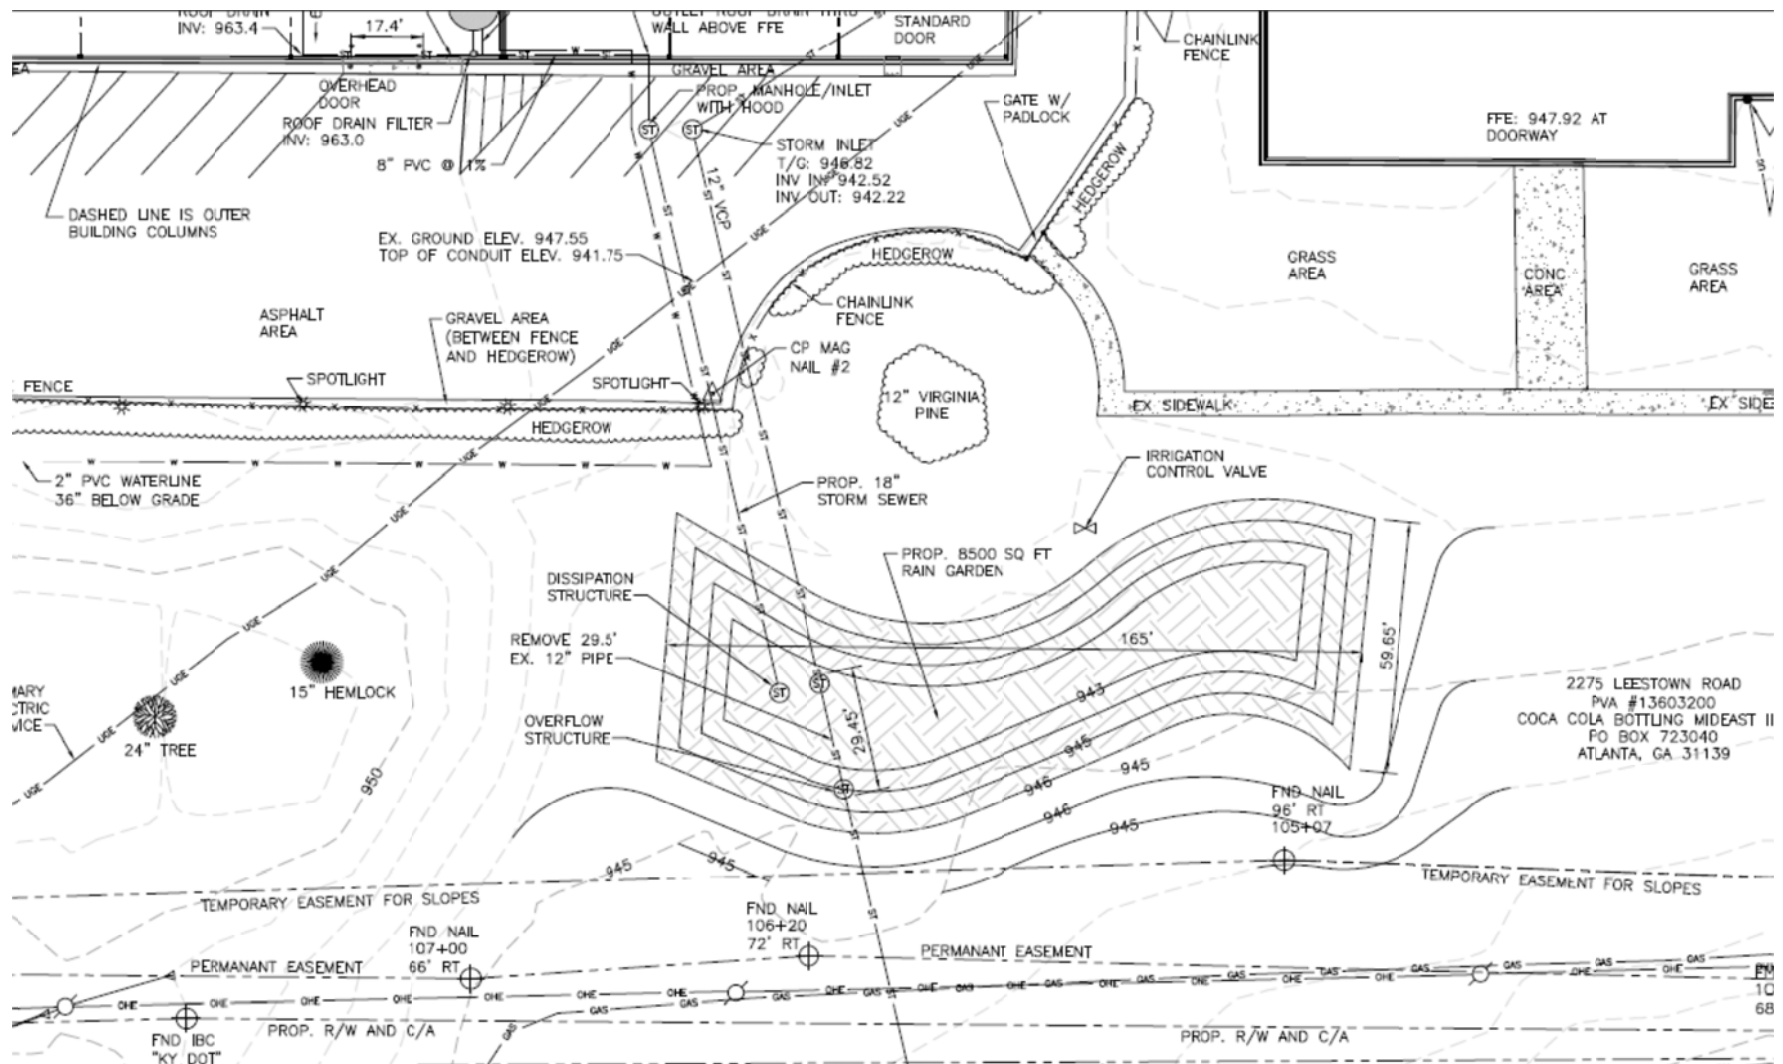 ROOF DRAIN
INV: 963.4
17.4'
OUTLET ROOF DRAIN THRU
WALL ABOVE FFE
STANDARD
DOOR
CHAINLINK
FENCE
GRAVEL AREA
OVERHEAD
DOOR
PROP. MANHOLE/INLET
WITH HOOD
GATE W/
PADLOCK
FFE: 947.92 AT
DOORWAY
ROOF DRAIN FILTER
INV: 963.0
8" PVC @ 1%
STORM INLET
T/G: 946.82
INV IN: 942.52
INV OUT: 942.22
12" VCP
HEDGEROW
DASHED LINE IS OUTER
BUILDING COLUMNS
EX. GROUND ELEV. 947.55
TOP OF CONDUIT ELEV. 941.75
HEDGEROW
GRASS
AREA
CONC
AREA
GRASS
AREA
CHAINLINK
FENCE
ASPHALT
AREA
GRAVEL AREA
(BETWEEN FENCE
AND HEDGEROW)
CP MAG
NAIL #2
FENCE
SPOTLIGHT
SPOTLIGHT
12" VIRGINIA
PINE
EX SIDEWALK
HEDGEROW
2" PVC WATERLINE
36" BELOW GRADE
IRRIGATION
CONTROL VALVE
PROP. 18"
STORM SEWER
PROP. 8500 SQ FT
RAIN GARDEN
DISSIPATION
STRUCTURE
REMOVE 29.5'
EX. 12" PIPE
165'
59.65'
15" HEMLOCK
943
2275 LEESTOWN ROAD
PVA #13603200
COCA COLA BOTTLING MIDEAST
PO BOX 723040
ATLANTA, GA 31139
OVERFLOW
STRUCTURE
29.45'
24" TREE
950
945
945
946
946
945
FND NAIL
96' RT
105+07
945
945
TEMPORARY EASEMENT FOR SLOPES
TEMPORARY EASEMENT FOR SLOPES
FND NAIL
106+20
72' RT
FND NAIL
107+00
66' RT
PERMANANT EASEMENT
PERMANANT EASEMENT
PROP. R/W AND C/A
PROP. R/W AND C/A
FND IBC
"KY DOT"